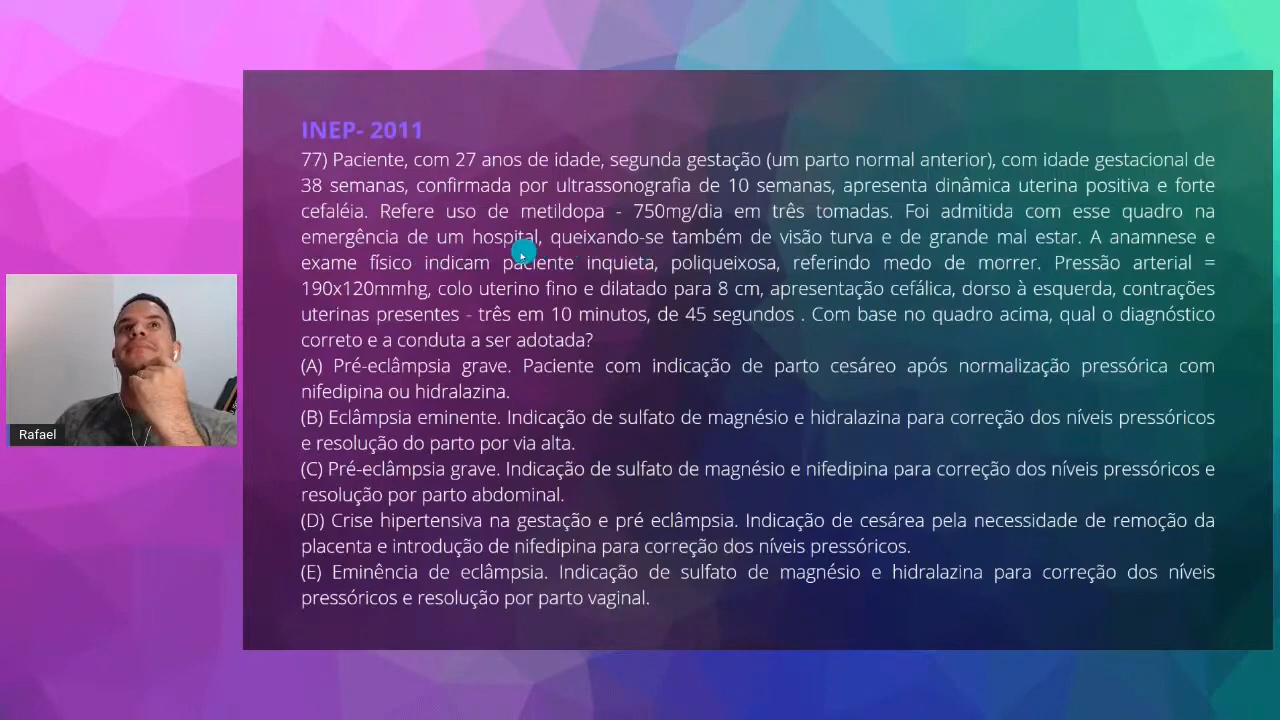 INEP- 2011
77) Paciente, com 27 anos de idade, segunda gestação (um parto normal anterior), com idade gestacional de
38 semanas, confirmada por ultrassonografia de 10 semanas, apresenta dinâmica uterina positiva e forte
cefaléia. Refere uso de metildopa - 750mg/dia em três tomadas. Foi admitida com esse quadro na
emergência de um hospital, queixando-se também de visão turva e de grande mal estar. A anamnese e
exame físico indicam paciente inquieta, poliqueixosa, referindo medo de morrer. Pressão arterial =
190x120mmhg, colo uterino fino e dilatado para 8 cm, apresentação cefálica, dorso à esquerda, contrações
uterinas presentes - três em 10 minutos, de 45 segundos . Com base no quadro acima, qual o diagnóstico
correto e a conduta a ser adotada?
(A) Pré-eclâmpsia grave. Paciente com indicação de parto cesáreo após normalização pressórica com
nifedipina ou hidralazina.
(B) Eclâmpsia eminente. Indicação de sulfato de magnésio e hidralazina para correção dos níveis pressóricos
e resolução do parto por via alta.
(C) Pré-eclâmpsia grave. Indicação de sulfato de magnésio e nifedipina para correção dos níveis pressóricos e
resolução por parto abdominal.
(D) Crise hipertensiva na gestação e pré eclâmpsia. Indicação de cesárea pela necessidade de remoção da
placenta e introdução de nifedipina para correção dos níveis pressóricos.
(E) Eminência de eclâmpsia. Indicação de sulfato de magnésio e hidralazina para correção dos níveis
pressóricos e resolução por parto vaginal.
Rafael